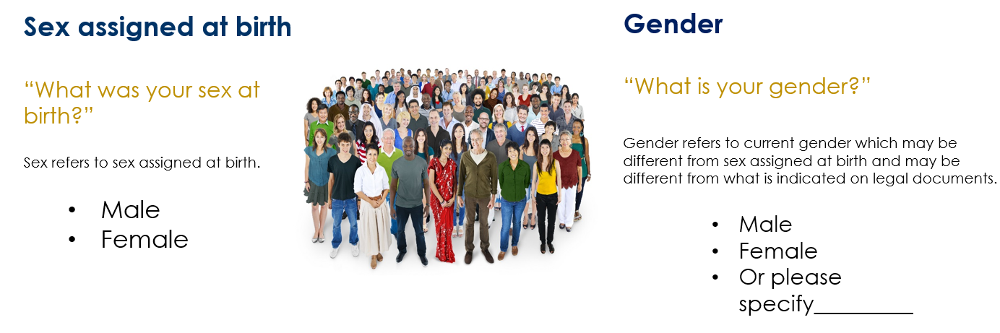 Sex assigned at birth
“What was your sex at
birth?”
Sex refers to sex assigned at birth.
• Male
• Female
Gender
“What is your gender?”
Gender refers to current gender which may be
different from sex assigned at birth and may be
different from what is indicated on legal documents.
• Male
• Female
• Or please
specify_________